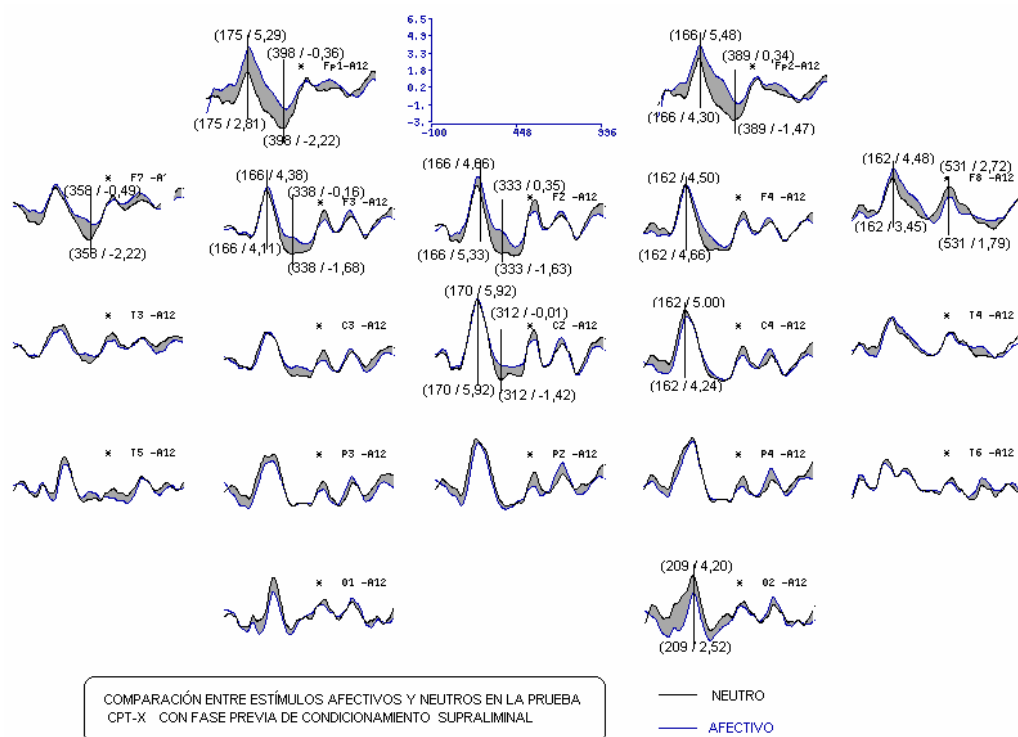 (175 / 5,29)
(398 / -0,36)
* Fp1-A12
(175 / 2,81)
(398 / -2,22)
6.5
4.9
3.3
1.8
0.2
-1.
-3.
-100 448 996
(166 / 5,48)
(389 / 0,34)
* Fp2-A12
(166 / 4,30)
(389 / -1,47)
* F7 -A
(358 / -0,49)
(358 / -2,22)
(166 / 4,38)
(338 / -0,16)
* F3 -A12
(166 / 4,11)
(338 / -1,68)
(166 / 4,66)
(333 / 0,35)
* FZ -A12
(166 / 5,33)
(333 / -1,63)
(162 / 4,50)
* F4 -A12
(162 / 4,66)
(162 / 4,48)
(531 / 2,72)
* F8 -A12
(162 / 3,45)
(531 / 1,79)
* T3 -A12
* C3 -A12
(170 / 5,92)
(312 / -0,01)
* CZ -A12
(170 / 5,92)
(312 / -1,42)
(162 / 5,00)
* C4 -A12
(162 / 4,24)
* T4 -A12
* T5 -A12
* P3 -A12
* PZ -A12
* P4 -A12
* T6 -A12
* O1 -A12
(209 / 4,20)
* O2 -A12
(209 / 2,52)
COMPARACIÓN ENTRE ESTÍMULOS AFECTIVOS Y NEUTROS EN LA PRUEBA
CPT-X CON FASE PREVIA DE CONDICIONAMIENTO SUPRALIMINAL
NEUTRO
AFECTIVO